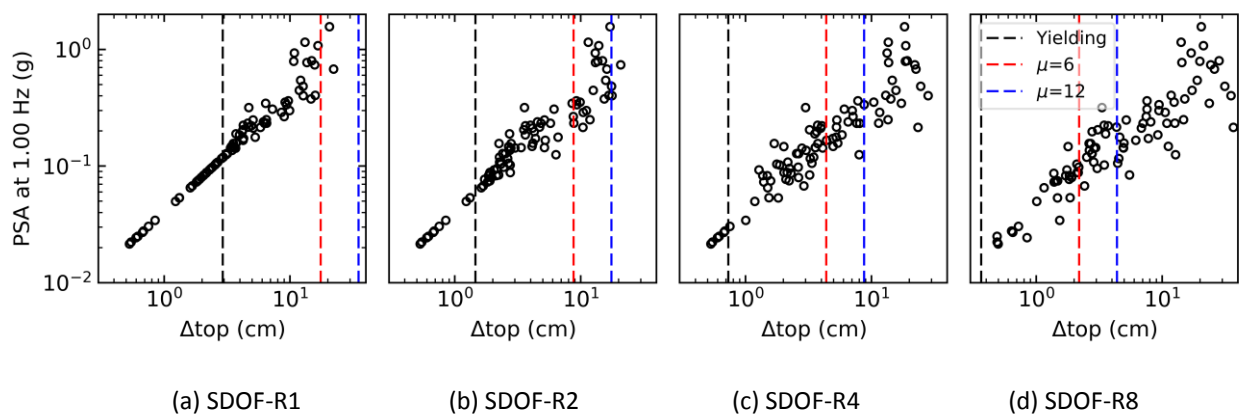 PSA at 1.00 Hz (g)
10⁰
10⁻¹
10⁻²
10⁰ 10¹ 10⁰ 10¹ 10⁰ 10¹ 10⁰ 10¹
Δtop (cm) Δtop (cm) Δtop (cm) Δtop (cm)
Yielding
μ=6
μ=12
(a) SDOF-R1 (b) SDOF-R2 (c) SDOF-R4 (d) SDOF-R8